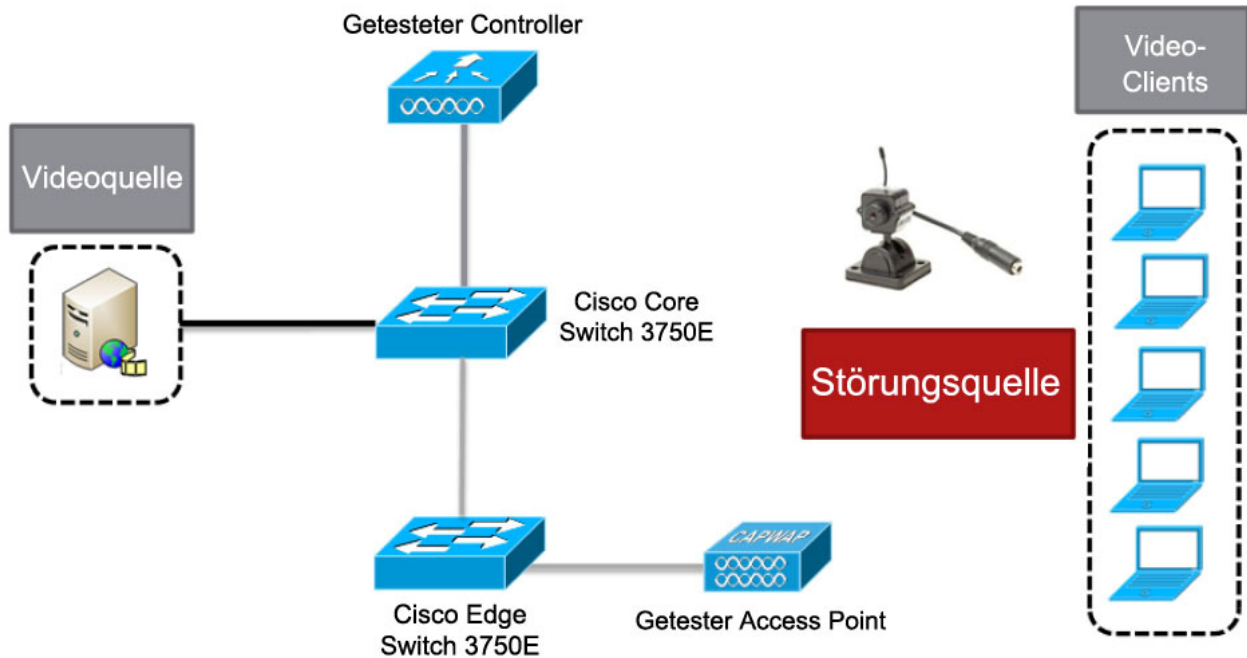 Getesteter Controller
Video-
Clients
Videoquelle
Cisco Core
Switch 3750E
Störungsquelle
CAPWAP
Cisco Edge
Switch 3750E
Getester Access Point